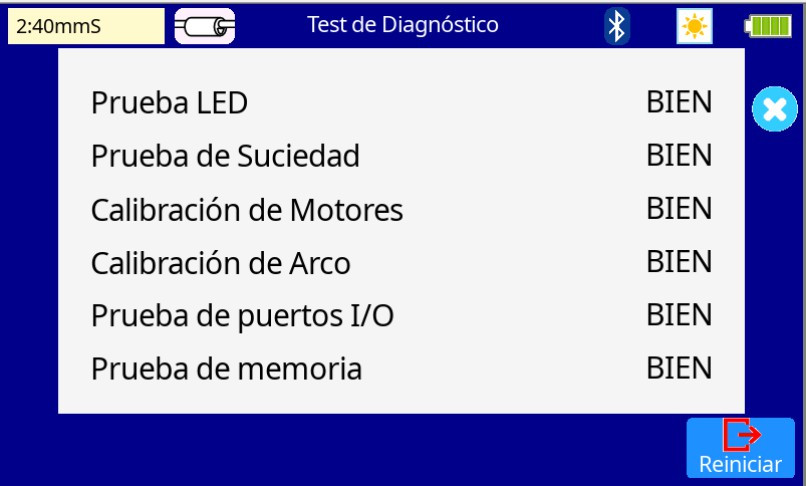 2:40mmS
Test de Diagnóstico
Prueba LED BIEN
Prueba de Suciedad BIEN
Calibración de Motores BIEN
Calibración de Arco BIEN
Prueba de puertos I/O BIEN
Prueba de memoria BIEN
Reiniciar